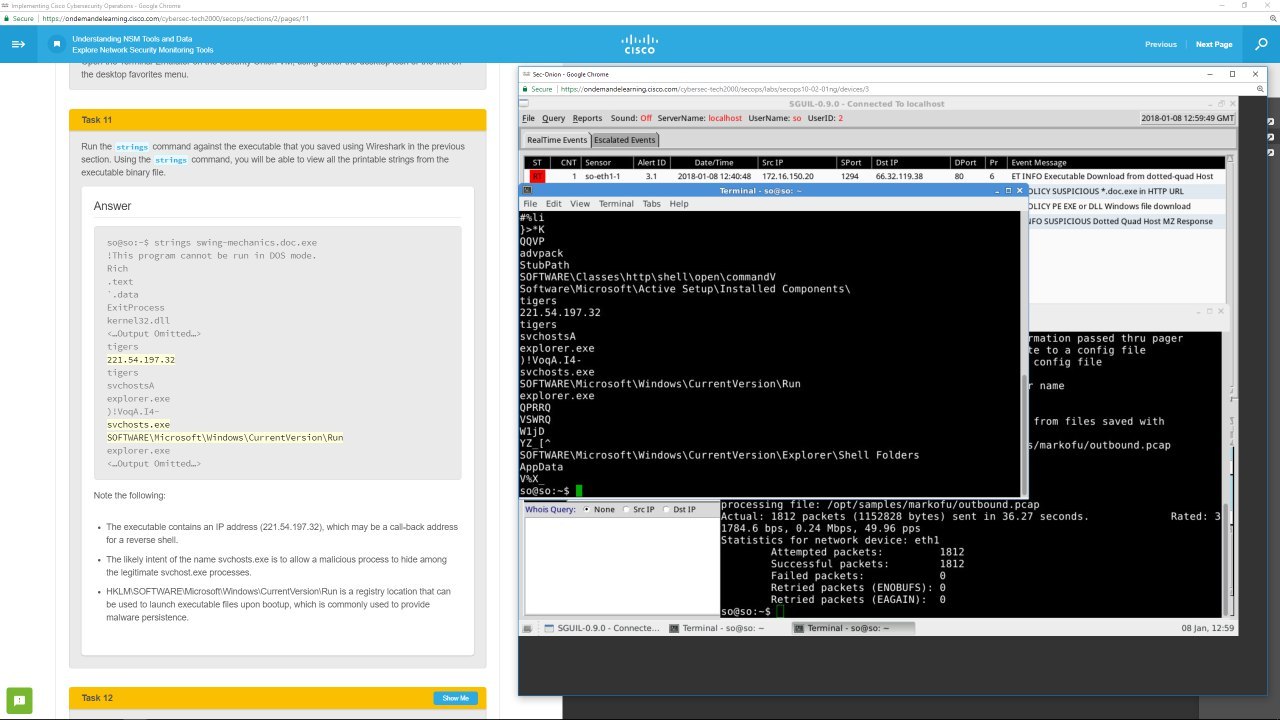 Implementing Cisco Cybersecurity Operations - Google Chrome
Secure
https://ondemandelearning.cisco.com/cybersec-tech2000/secops/sections/2/pages/11
Understanding NSM Tools and Data
Explore Network Security Monitoring Tools
CISCO
Previous
Next Page
the desktop favorites menu.
Task 11
Run the strings command against the executable that you saved using Wireshark in the previous
section. Using the strings command, you will be able to view all the printable strings from the
executable binary file.
Answer
so@so:~$ strings swing-mechanics.doc.exe
!This program cannot be run in DOS mode.
Rich
.text
`.data
ExitProcess
kernel32.dll
<…Output Omitted…>
tigers
221.54.197.32
tigers
svchostsA
explorer.exe
)!VoqA.I4-
svchosts.exe
SOFTWARE\Microsoft\Windows\CurrentVersion\Run
explorer.exe
<…Output Omitted…>
Note the following:
• The executable contains an IP address (221.54.197.32), which may be a call-back address
for a reverse shell.
• The likely intent of the name svchosts.exe is to allow a malicious process to hide among
the legitimate svchost.exe processes.
• HKLM\SOFTWARE\Microsoft\Windows\CurrentVersion\Run is a registry location that can
be used to launch executable files upon bootup, which is commonly used to provide
malware persistence.
Task 12
Show Me
Sec-Onion - Google Chrome
Secure
https://ondemandelearning.cisco.com/cybersec-tech2000/secops/labs/secops10-02-01ng/devices/3
SGUIL-0.9.0 - Connected To localhost
File Query Reports Sound: Off ServerName: localhost UserName: so UserID: 2
2018-01-08 12:59:49 GMT
RealTime Events Escalated Events
ST CNT Sensor Alert ID Date/Time Src IP SPort Dst IP DPort Pr Event Message
RT 1 so-eth1-1 3.1 2018-01-08 12:40:48 172.16.150.20 1294 66.32.119.38 80 6 ET INFO Executable Download from dotted-quad Host
OLICY SUSPICIOUS *.doc.exe in HTTP URL
OLICY PE EXE or DLL Windows file download
NFO SUSPICIOUS Dotted Quad Host MZ Response
Terminal - so@so: ~
File Edit View Terminal Tabs Help
#%li
}>*K
QQVP
advpack
StubPath
SOFTWARE\Classes\http\shell\open\commandV
Software\Microsoft\Active Setup\Installed Components\
tigers
221.54.197.32
tigers
svchostsA
explorer.exe
)!VoqA.I4-
svchosts.exe
SOFTWARE\Microsoft\Windows\CurrentVersion\Run
explorer.exe
QPRRQ
VSWRQ
W1jD
YZ_[^
SOFTWARE\Microsoft\Windows\CurrentVersion\Explorer\Shell Folders
AppData
V%X_
so@so:~$
rmation passed thru pager
te to a config file
config file
r name
from files saved with
s/markofu/outbound.pcap
Whois Query: None Src IP Dst IP
processing file: /opt/samples/markofu/outbound.pcap
Actual: 1812 packets (1152828 bytes) sent in 36.27 seconds. Rated: 3
1784.6 bps, 0.24 Mbps, 49.96 pps
Statistics for network device: eth1
Attempted packets: 1812
Successful packets: 1812
Failed packets: 0
Retried packets (ENOBUFS): 0
Retried packets (EAGAIN): 0
so@so:~$
SGUIL-0.9.0 - Connecte...
Terminal - so@so: ~
Terminal - so@so: ~
08 Jan, 12:59